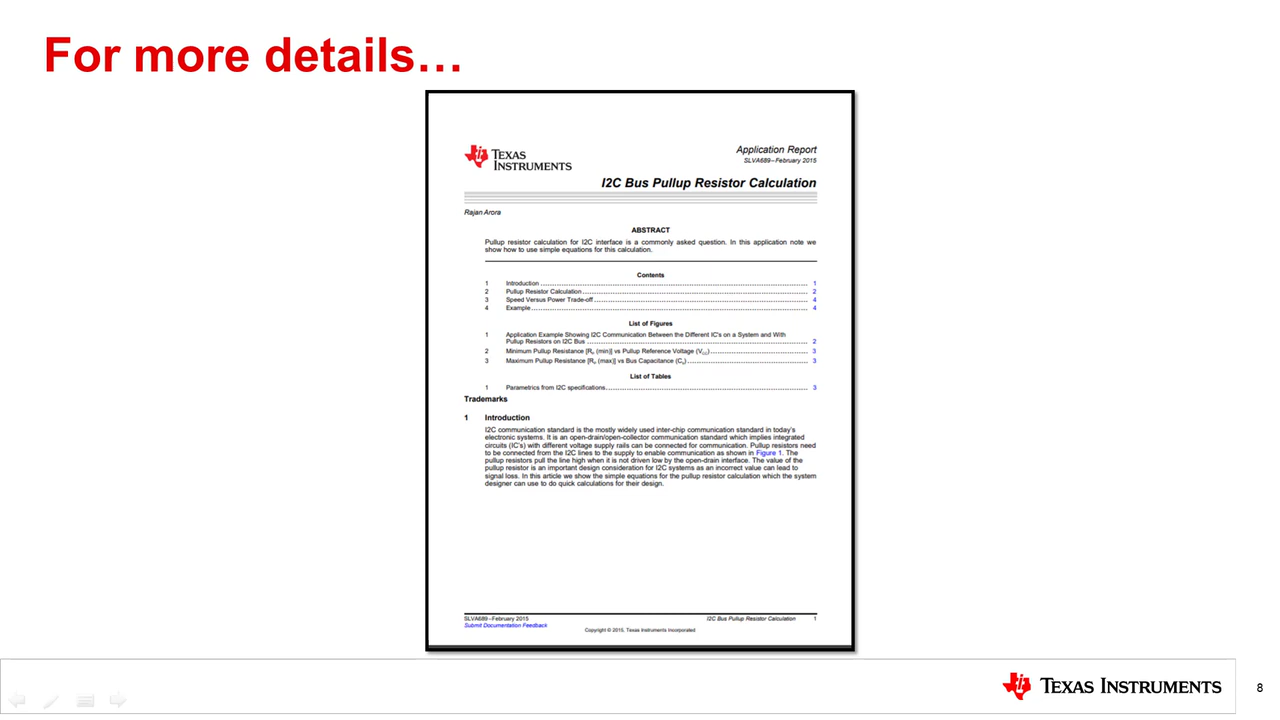 For more details…
TEXAS
INSTRUMENTS
Application Report
SLVA689–February 2015
I2C Bus Pullup Resistor Calculation
Rajan Arora
ABSTRACT
Pullup resistor calculation for I2C interface is a commonly asked question. In this application note we
show how to use simple equations for this calculation.
Contents
1 Introduction ........ 1
2 Pullup Resistor Calculation ........ 2
3 Speed Versus Power Trade-off ........ 4
4 Example ........ 4
List of Figures
1 Application Example Showing I2C Communication Between the Different IC's on a System and With
Pullup Resistors on I2C Bus ........ 2
2 Minimum Pullup Resistance [Rp (min)] vs Pullup Reference Voltage (Vcc) ........ 3
3 Maximum Pullup Resistance [Rp (max)] vs Bus Capacitance (Cb) ........ 3
List of Tables
1 Parametrics from I2C specifications ........ 3
Trademarks
1 Introduction
I2C communication standard is the mostly widely used inter-chip communication standard in today's
electronic systems. It is an open-drain/open-collector communication standard which implies integrated
circuits (IC's) with different voltage supply rails can be connected for communication. Pullup resistors need
to be connected from the I2C lines to the supply to enable communication as shown in Figure 1. The
pullup resistors pull the line high when it is not driven low by the open-drain interface. The value of the
pullup resistor is an important design consideration for I2C systems as an incorrect value can lead to
signal loss. In this article we show the simple equations for the pullup resistor calculation which the system
designer can use to do quick calculations for their design.
SLVA689–February 2015
I2C Bus Pullup Resistor Calculation 1
Submit Documentation Feedback
Copyright © 2015, Texas Instruments Incorporated
TEXAS INSTRUMENTS
8